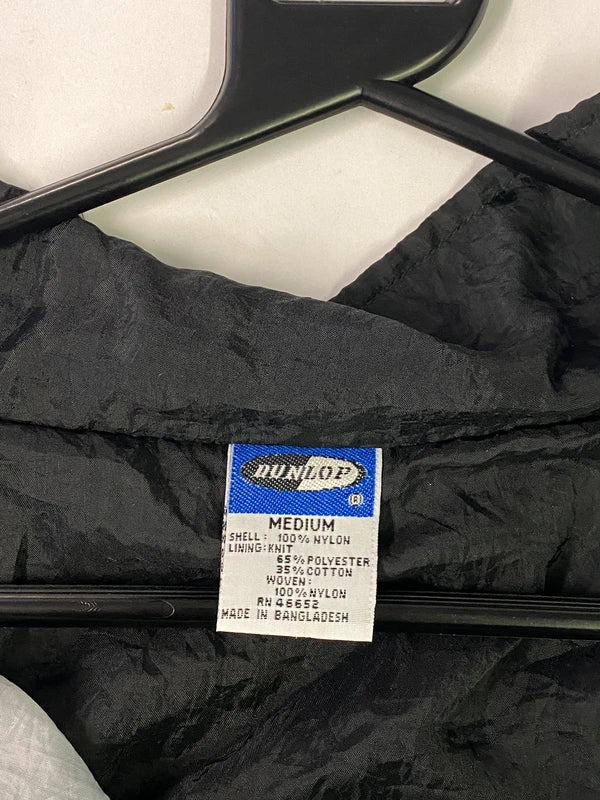 DUNLOP
®
MEDIUM
SHELL: 100% NYLON
LINING: KNIT
65% POLYESTER
35% COTTON
WOVEN:
100% NYLON
RN 46652
MADE IN BANGLADESH